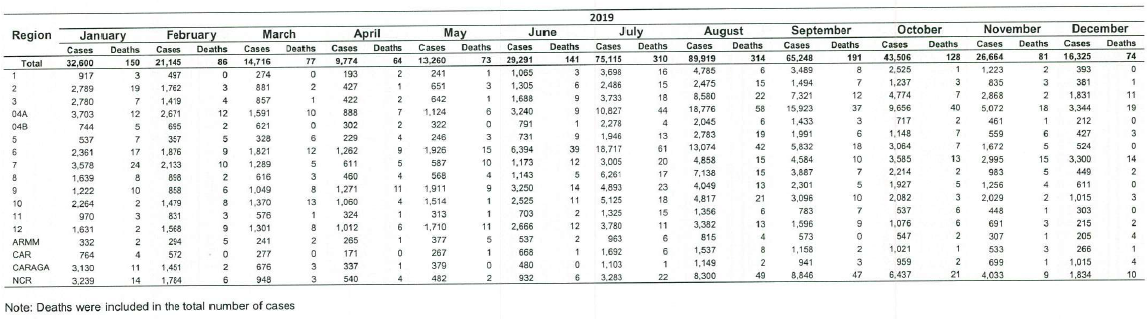 2019
Region January February March April May June July August September October November December
Cases Deaths Cases Deaths Cases Deaths Cases Deaths Cases Deaths Cases Deaths Cases Deaths Cases Deaths Cases Deaths Cases Deaths Cases Deaths Cases Deaths
Total 32,600 150 21,145 86 14,716 77 9,774 64 13,260 73 29,291 141 75,115 310 89,919 314 65,248 191 43,506 128 26,664 81 16,325 74
1 917 3 497 0 274 0 193 2 241 1 1,065 3 3,698 16 4,785 6 3,489 8 2,525 1 1,223 2 393 0
2 2,789 19 1,762 3 881 2 427 1 651 3 1,305 6 2,486 15 2,475 15 1,494 7 1,237 3 835 3 381 1
3 2,780 7 1,419 4 857 1 422 2 642 1 1,688 9 3,733 18 8,580 22 7,321 12 4,774 7 2,868 2 1,831 11
04A 3,703 12 2,671 12 1,591 10 888 7 1,124 6 3,240 9 10,827 44 18,776 58 15,923 37 9,656 40 5,072 18 3,344 19
04B 744 5 695 2 621 0 302 2 322 0 791 1 2,278 4 2,045 6 1,433 3 717 2 461 1 212 0
5 537 7 357 5 328 6 229 4 246 3 731 9 1,946 13 2,783 19 1,991 6 1,148 7 559 6 427 3
6 2,361 17 1,876 9 1,821 12 1,262 9 1,926 15 6,394 39 18,717 61 13,074 42 5,832 18 3,064 7 1,672 5 524 0
7 3,578 24 2,133 10 1,289 5 611 5 587 10 1,173 12 3,005 20 4,858 15 4,584 10 3,585 13 2,995 15 3,300 14
8 1,639 8 898 2 616 3 460 4 568 4 1,143 5 6,261 17 7,138 15 3,887 7 2,214 2 983 5 449 2
9 1,222 10 858 6 1,049 8 1,271 11 1,911 9 3,250 14 4,893 23 4,049 13 2,301 5 1,927 5 1,256 4 611 0
10 2,264 2 1,479 8 1,370 13 1,060 4 1,514 1 2,525 11 5,125 18 4,817 21 3,096 10 2,082 3 2,029 2 1,015 3
11 970 3 831 3 576 1 324 1 313 1 703 2 1,325 15 1,356 6 783 7 537 6 448 1 303 0
12 1,631 2 1,568 9 1,301 8 1,012 6 1,710 11 2,666 12 3,780 11 3,382 13 1,596 9 1,076 6 691 3 215 2
ARMM 332 2 294 5 241 2 265 1 377 5 537 2 963 6 815 4 573 0 547 2 307 1 205 4
CAR 764 4 572 0 277 0 171 0 267 1 668 1 1,692 6 1,537 8 1,158 2 1,021 1 533 3 266 1
CARAGA 3,130 11 1,451 2 676 3 337 1 379 0 480 0 1,103 1 1,149 2 941 3 959 2 699 1 1,015 4
NCR 3,239 14 1,784 6 948 3 540 4 482 2 932 6 3,283 22 8,300 49 8,846 47 6,437 21 4,033 9 1,834 10
Note: Deaths were included in the total number of cases